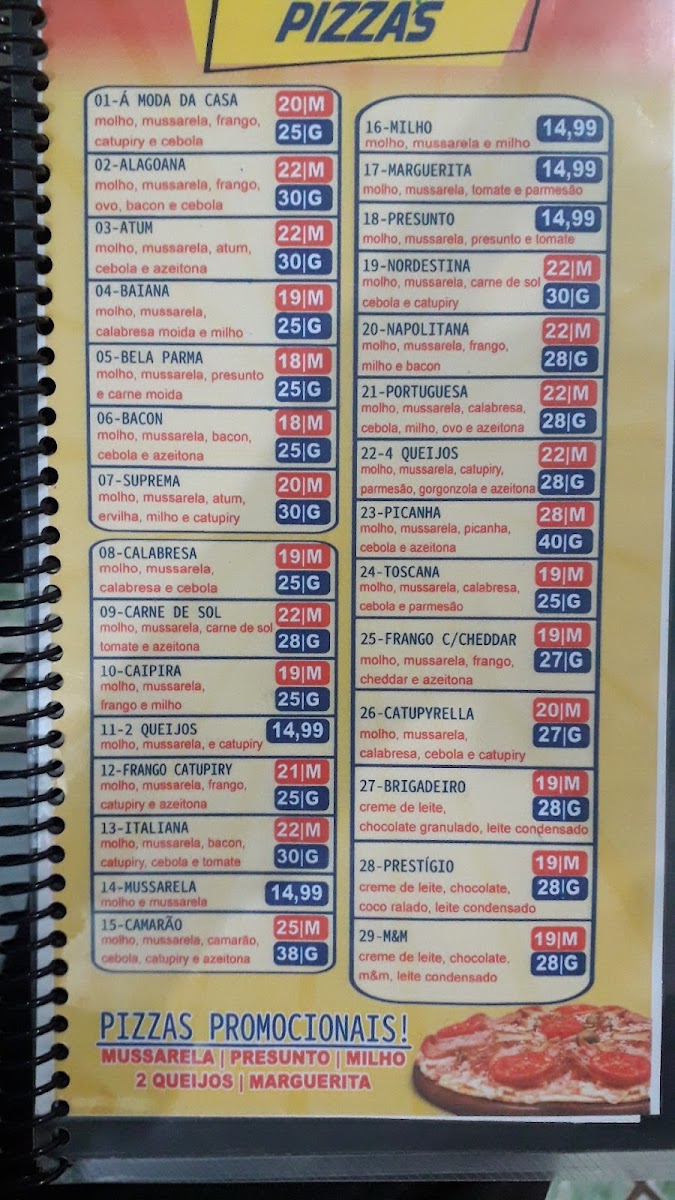 PIZZAS
01-Á MODA DA CASA 20|M
molho, mussarela, frango, 25|G
catupiry e cebola
02-ALAGOANA 22|M
molho, mussarela, frango, 30|G
ovo, bacon e cebola
03-ATUM 22|M
molho, mussarela, atum, 30|G
cebola e azeitona
04-BAIANA 19|M
molho, mussarela, 25|G
calabresa moida e milho
05-BELA PARMA 18|M
molho, mussarela, presunto 25|G
e carne moida
06-BACON 18|M
molho, mussarela, bacon, 25|G
cebola e azeitona
07-SUPREMA 20|M
molho, mussarela, atum, 30|G
ervilha, milho e catupiry
08-CALABRESA 19|M
molho, mussarela, 25|G
calabresa e cebola
09-CARNE DE SOL 22|M
molho, mussarela, carne de sol 28|G
tomate e azeitona
10-CAIPIRA 19|M
molho, mussarela, 25|G
frango e milho
11-2 QUEIJOS 14,99
molho, mussarela, e catupiry
12-FRANGO CATUPIRY 21|M
molho, mussarela, frango, 25|G
catupiry e azeitona
13-ITALIANA 22|M
molho, mussarela, bacon, 30|G
catupiry, cebola e tomate
14-MUSSARELA 14,99
molho e mussarela
15-CAMARÃO 25|M
molho, mussarela, camarão, 38|G
cebola, catupiry e azeitona
16-MILHO 14,99
molho, mussarela e milho
17-MARGUERITA 14,99
molho, mussarela, tomate e parmesão
18-PRESUNTO 14,99
molho, mussarela, presunto e tomate
19-NORDESTINA 22|M
molho, mussarela, carne de sol 30|G
cebola e catupiry
20-NAPOLITANA 22|M
molho, mussarela, frango, 28|G
milho e bacon
21-PORTUGUESA 22|M
molho, mussarela, calabresa, 28|G
cebola, milho, ovo e azeitona
22-4 QUEIJOS 22|M
molho, mussarela, catupiry, 28|G
parmesão, gorgonzola e azeitona
23-PICANHA 28|M
molho, mussarela, picanha, 40|G
cebola e azeitona
24-TOSCANA 19|M
molho, mussarela, calabresa, 25|G
cebola e parmesão
25-FRANGO C/CHEDDAR 19|M
molho, mussarela, frango, 27|G
cheddar e azeitona
26-CATUPYRELLA 20|M
molho, mussarela, 27|G
calabresa, cebola e catupiry
27-BRIGADEIRO 19|M
creme de leite, 28|G
chocolate granulado, leite condensado
28-PRESTÍGIO 19|M
creme de leite, chocolate, 28|G
coco ralado, leite condensado
29-M&M 19|M
creme de leite, chocolate, 28|G
m&m, leite condensado
PIZZAS PROMOCIONAIS!
MUSSARELA | PRESUNTO | MILHO
2 QUEIJOS | MARGUERITA